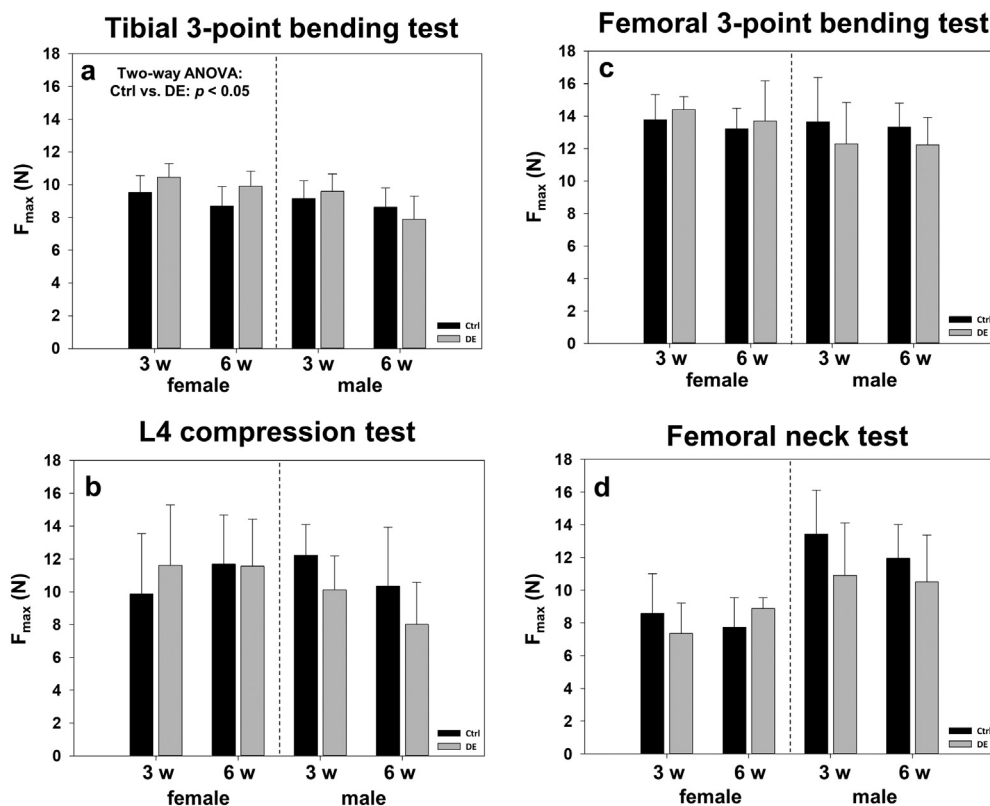 Tibial 3-point bending test
a
Two-way ANOVA:
Ctrl vs. DE: p < 0.05
18
16
14
12
10
8
6
4
2
0
Fmax (N)
Ctrl
DE
3 w 6 w 3 w 6 w
female male
Femoral 3-point bending test
c
18
16
14
12
10
8
6
4
2
0
Fmax (N)
Ctrl
DE
3 w 6 w 3 w 6 w
female male
L4 compression test
b
18
16
14
12
10
8
6
4
2
0
Fmax (N)
Ctrl
DE
3 w 6 w 3 w 6 w
female male
Femoral neck test
d
18
16
14
12
10
8
6
4
2
0
Fmax (N)
Ctrl
DE
3 w 6 w 3 w 6 w
female male